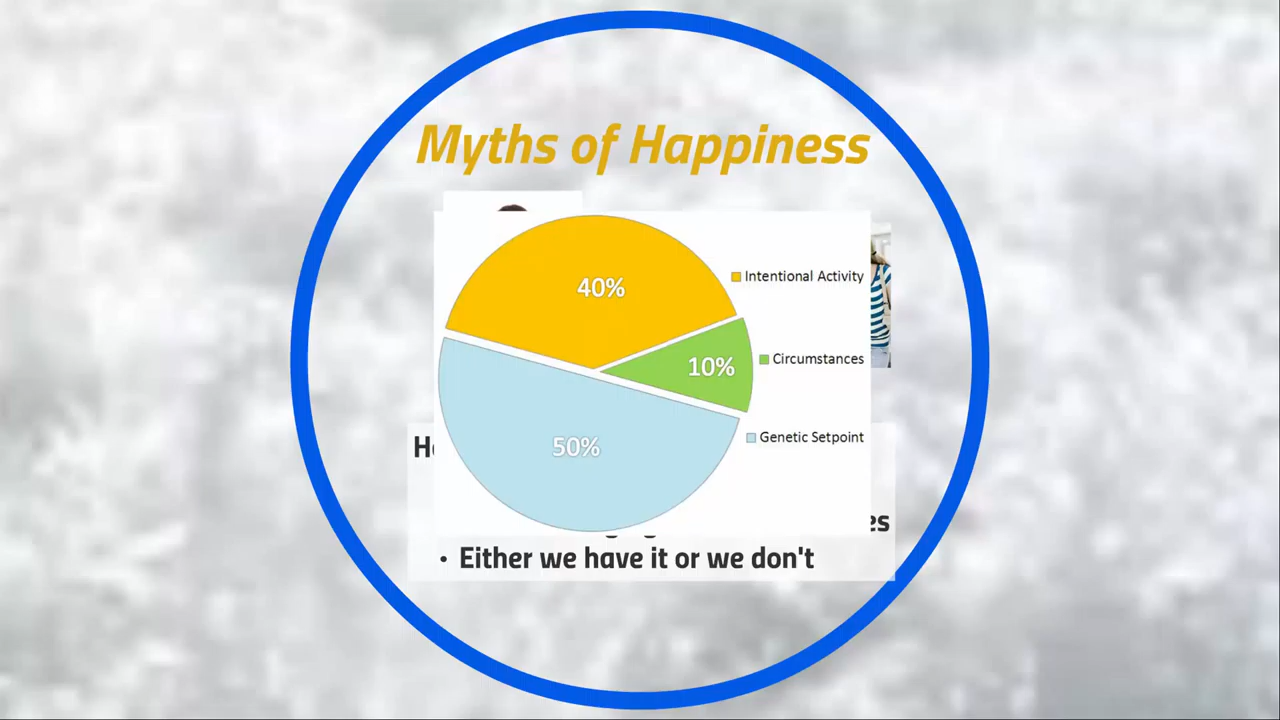 Myths of Happiness
40%
Intentional Activity
10%
Circumstances
50%
Genetic Setpoint
• Either we have it or we don't